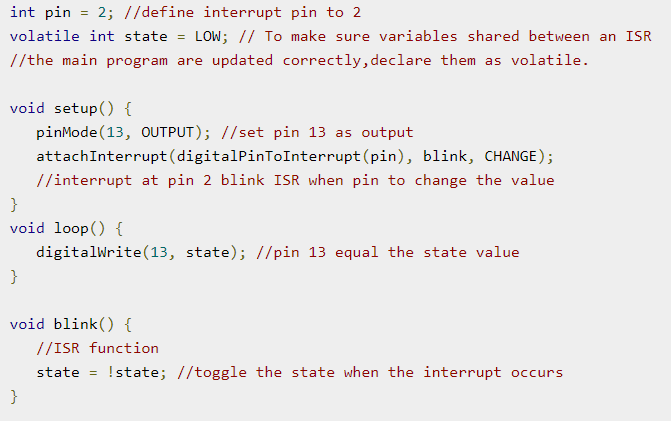 int pin = 2; //define interrupt pin to 2
volatile int state = LOW; // To make sure variables shared between an ISR
//the main program are updated correctly,declare them as volatile.

void setup() {
   pinMode(13, OUTPUT); //set pin 13 as output
   attachInterrupt(digitalPinToInterrupt(pin), blink, CHANGE);
   //interrupt at pin 2 blink ISR when pin to change the value
}
void loop() {
   digitalWrite(13, state); //pin 13 equal the state value
}

void blink() {
   //ISR function
   state = !state; //toggle the state when the interrupt occurs
}